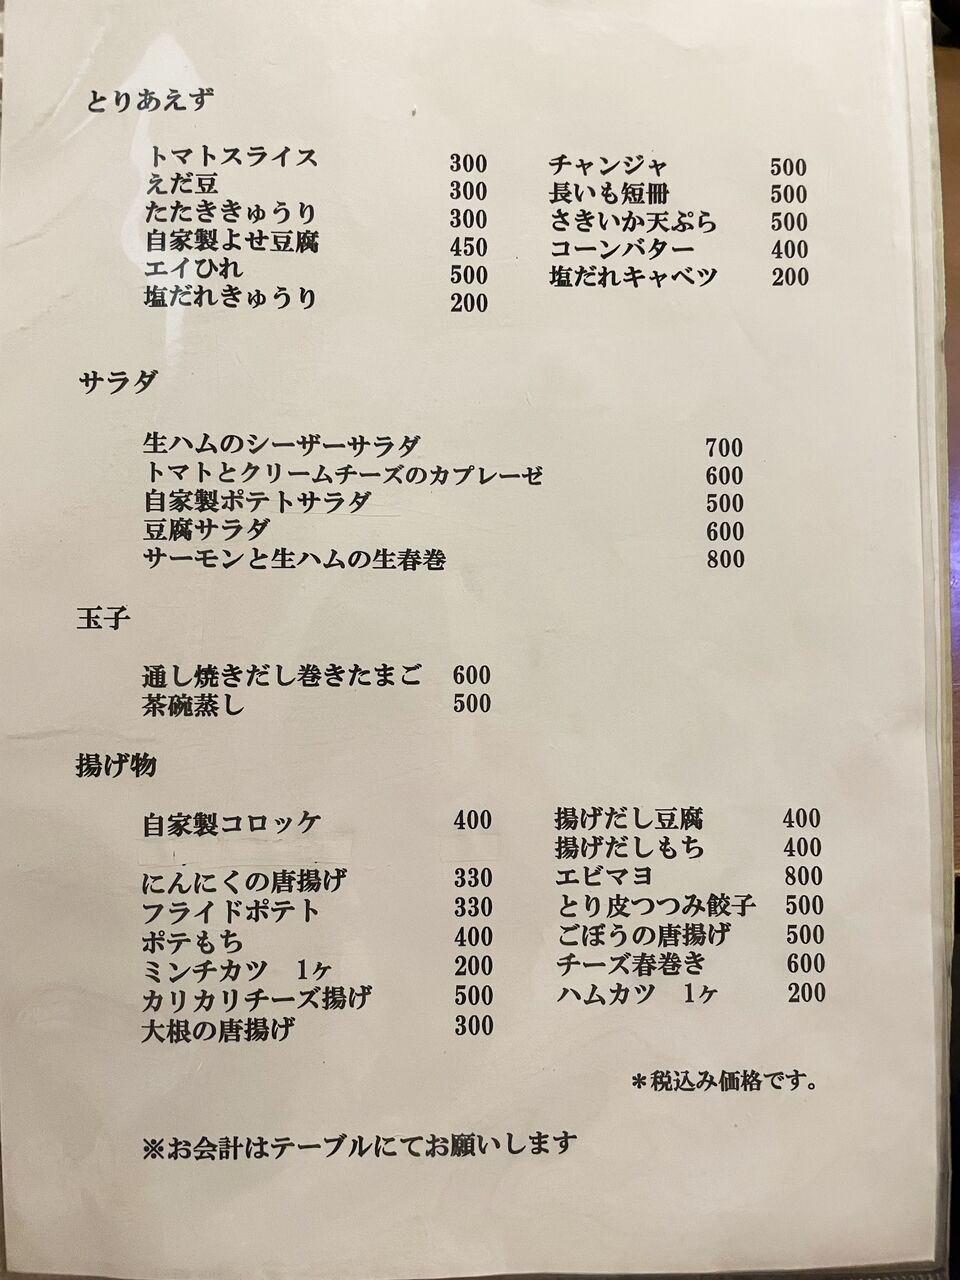 とりあえず
トマトスライス 300
えだ豆 300
たたききゅうり 300
自家製よせ豆腐 450
エイひれ 500
塩だれきゅうり 200
チャンジャ 500
長いも短冊 500
さきいか天ぷら 500
コーンバター 400
塩だれキャベツ 200
サラダ
生ハムのシーザーサラダ 700
トマトとクリームチーズのカプレーゼ 600
自家製ポテトサラダ 500
豆腐サラダ 600
サーモンと生ハムの生春巻 800
玉子
通し焼きだし巻きたまご 600
茶碗蒸し 500
揚げ物
自家製コロッケ 400
にんにくの唐揚げ 330
フライドポテト 330
ポテもち 400
ミンチカツ 1ヶ 200
カリカリチーズ揚げ 500
大根の唐揚げ 300
揚げだし豆腐 400
揚げだしもち 400
エビマヨ 800
とり皮つつみ餃子 500
ごぼうの唐揚げ 500
チーズ春巻き 600
ハムカツ 1ヶ 200
＊税込み価格です。
※お会計はテーブルにてお願いします